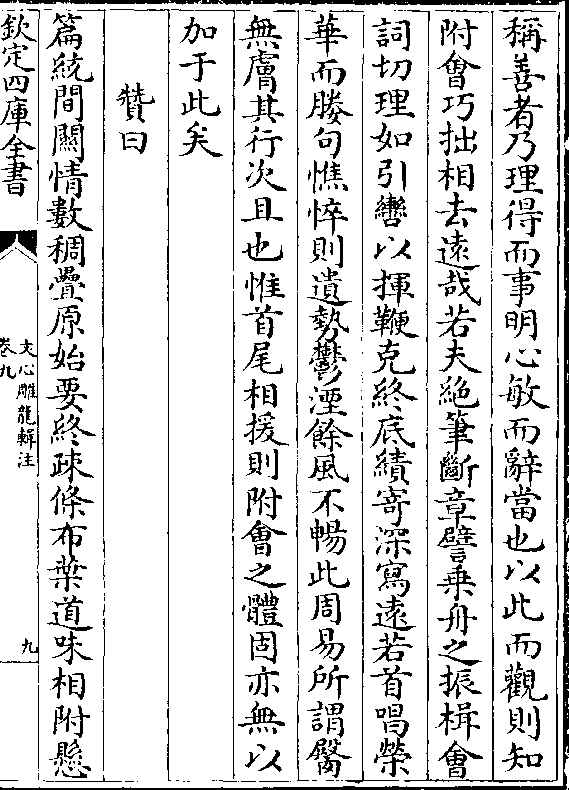 稱善者乃理得而事明心敏而辭當也以此而觀則知
附㑹巧拙相去遠哉若夫絶筆斷章譬乗舟之振楫㑹
詞切理如引轡以揮鞭克終底績寄深寫遠若首唱榮
華而媵句憔悴則遺勢鬱湮餘風不暢此周易所謂臀
無膚其行次且也惟首尾相援則附㑹之體固亦無以
加于此矣
贊曰
篇統間關情數稠疊原始要終疎條布葉道味相附懸
欽定四庫全書
文心雕龍輯注
卷九
九